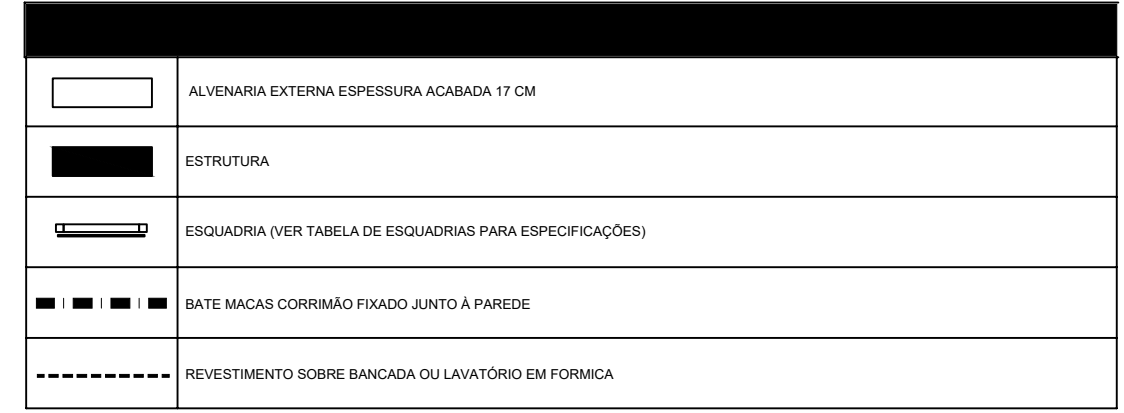 ALVENARIA EXTERNA ESPESSURA ACABADA 17 CM
ESTRUTURA
ESQUADRIA (VER TABELA DE ESQUADRIAS PARA ESPECIFICAÇÕES)
BATE MACAS CORRIMÃO FIXADO JUNTO À PAREDE
REVESTIMENTO SOBRE BANCADA OU LAVATÓRIO EM FORMICA